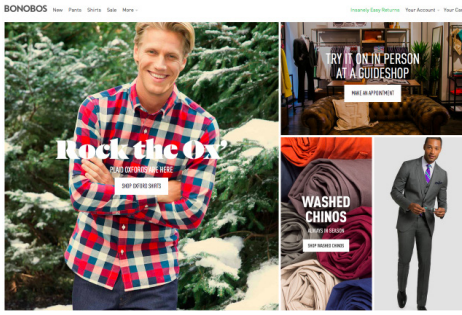 BONOBOS New Pants Shirts Sale More
Insanely Easy Returns Your Account Your Car
Rock the Ox'
PLAID OXFORDS ARE HERE
SHOP OXFORD SHIRTS
TRY IT ON IN PERSON
AT A GUIDESHOP
MAKE AN APPOINTMENT
WASHED
CHINOS
ALWAYS IN SEASON
SHOP WASHED CHINOS